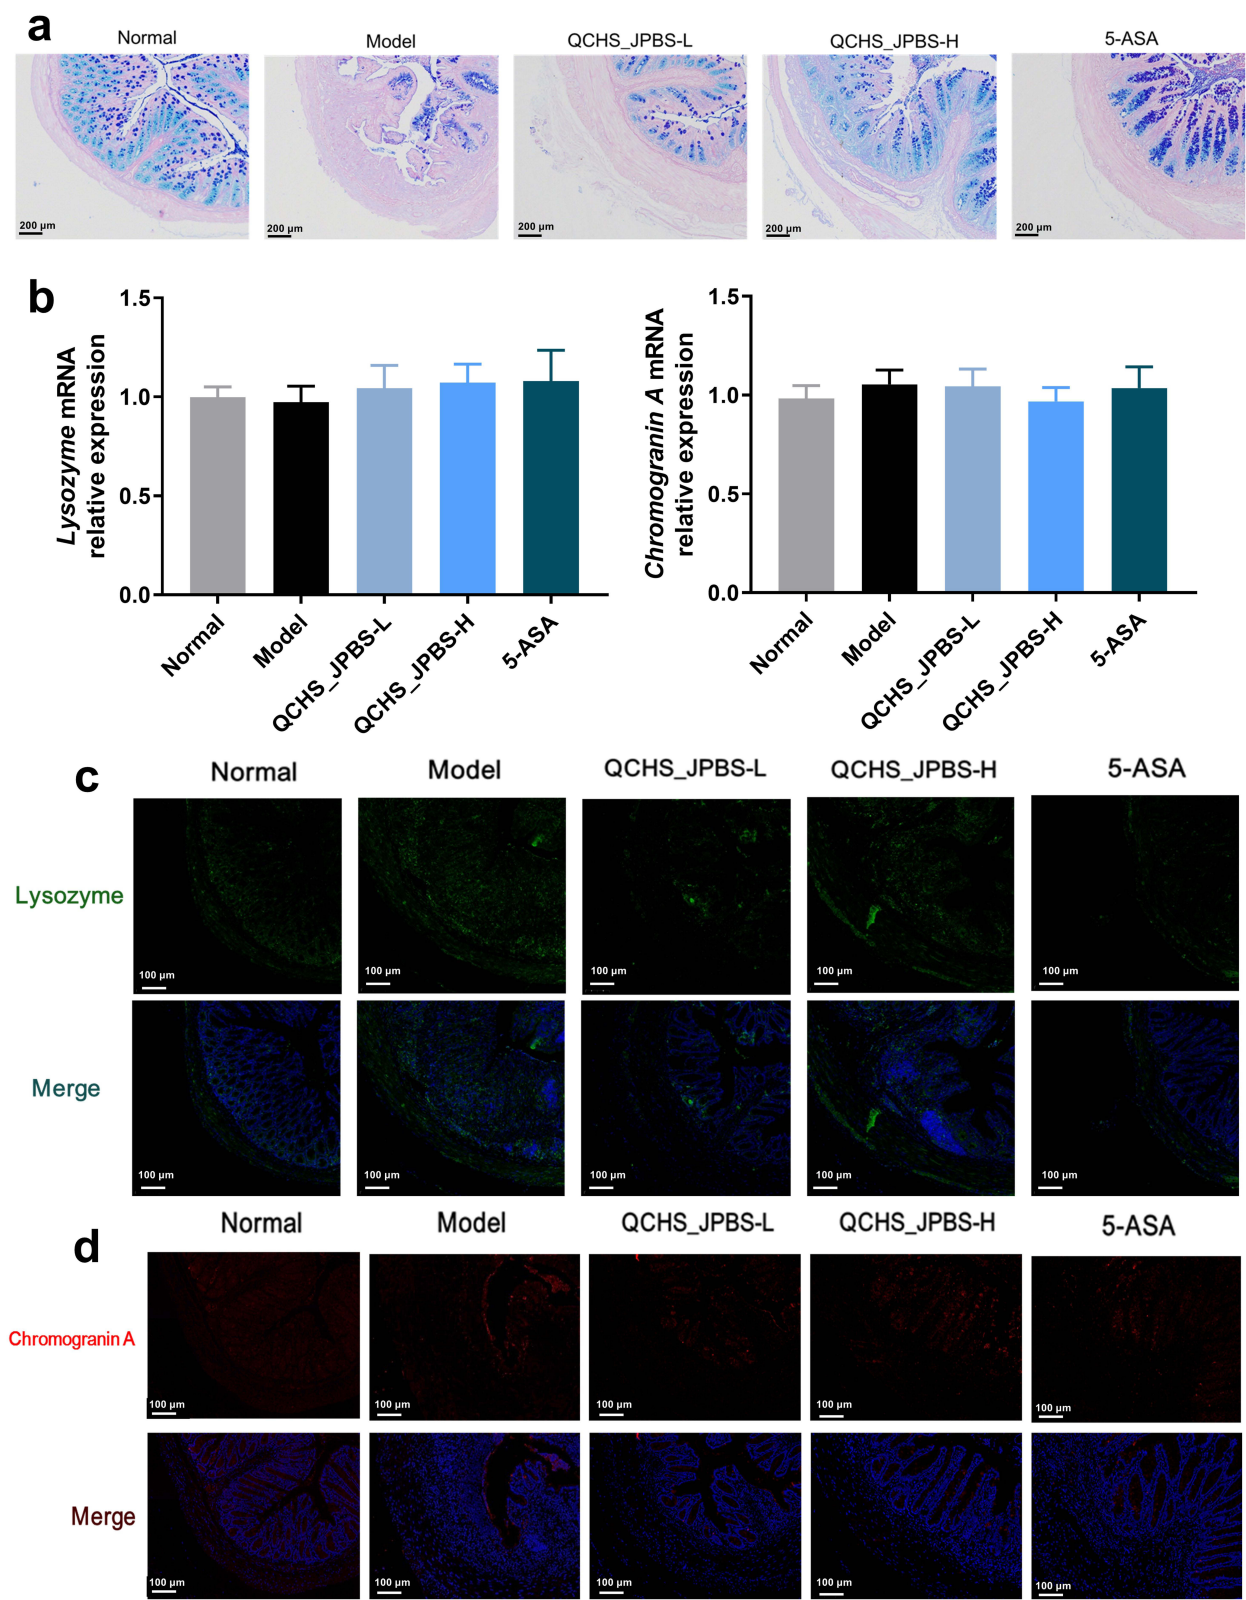 a
Normal
Model
QCHS_JPBS-L
QCHS_JPBS-H
5-ASA
200 μm
200 μm
200 μm
200 μm
200 μm
b
Lysozyme mRNA
relative expression
1.5
1.0
0.5
0.0
Normal
Model
QCHS_JPBS-L
QCHS_JPBS-H
5-ASA
Chromogranin A mRNA
relative expression
1.5
1.0
0.5
0.0
Normal
Model
QCHS_JPBS-L
QCHS_JPBS-H
5-ASA
c
Normal
Model
QCHS_JPBS-L
QCHS_JPBS-H
5-ASA
Lysozyme
100 μm
100 μm
100 μm
100 μm
100 μm
Merge
100 μm
100 μm
100 μm
100 μm
100 μm
d
Normal
Model
QCHS_JPBS-L
QCHS_JPBS-H
5-ASA
Chromogranin A
100 μm
100 μm
100 μm
100 μm
100 μm
Merge
100 μm
100 μm
100 μm
100 μm
100 μm